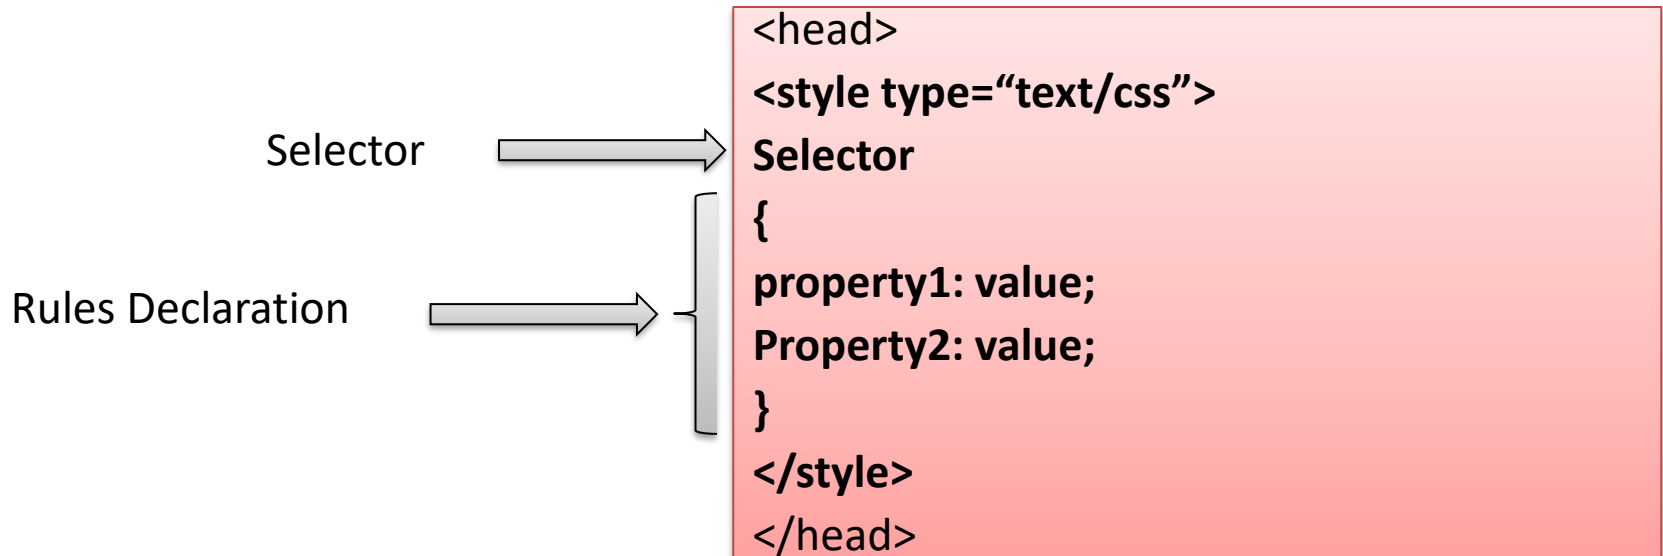 <head>
<style type=“text/css”>
Selector
Selector
{
Rules Declaration
property1: value;
Property2: value;
}
</style>
</head>